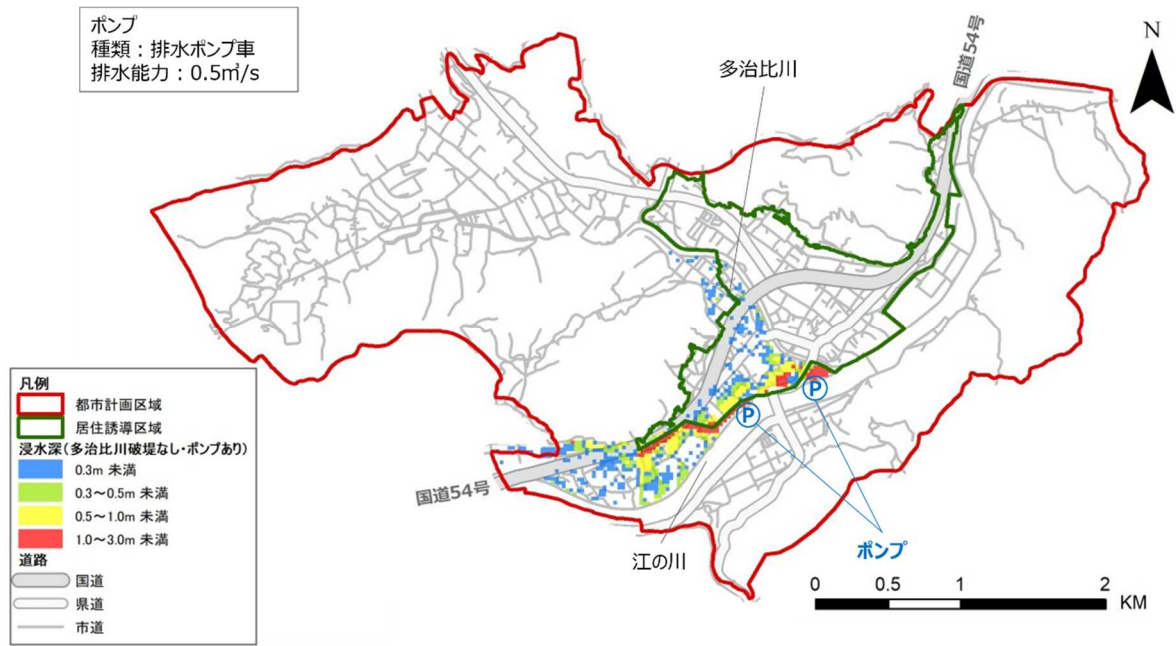 ポンプ
種類：排水ポンプ車
排水能力：0.5㎥/s
多治比川
国道54号
N
凡例
都市計画区域
居住誘導区域
浸水深(多治比川破堤なし･ポンプあり)
0.3m 未満
0.3～0.5m 未満
0.5～1.0m 未満
1.0～3.0m 未満
道路
国道
県道
市道
国道54号
P
P
江の川
ポンプ
0 0.5 1 2
KM